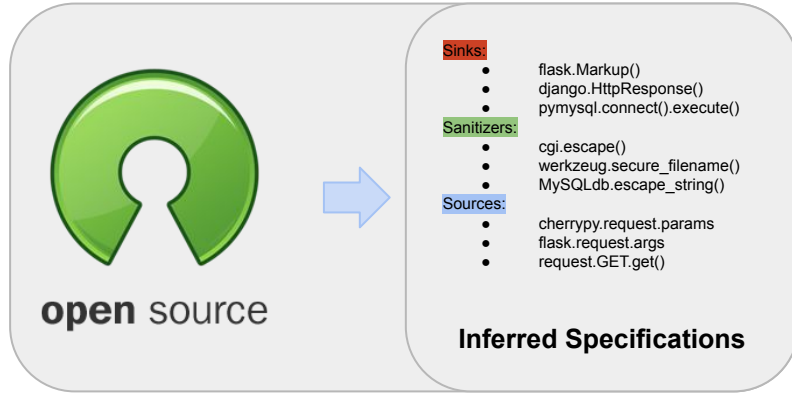 open source
Sinks:
● flask.Markup()
● django.HttpResponse()
● pymysql.connect().execute()
Sanitizers:
● cgi.escape()
● werkzeug.secure_filename()
● MySQLdb.escape_string()
Sources:
● cherrypy.request.params
● flask.request.args
● request.GET.get()
Inferred Specifications